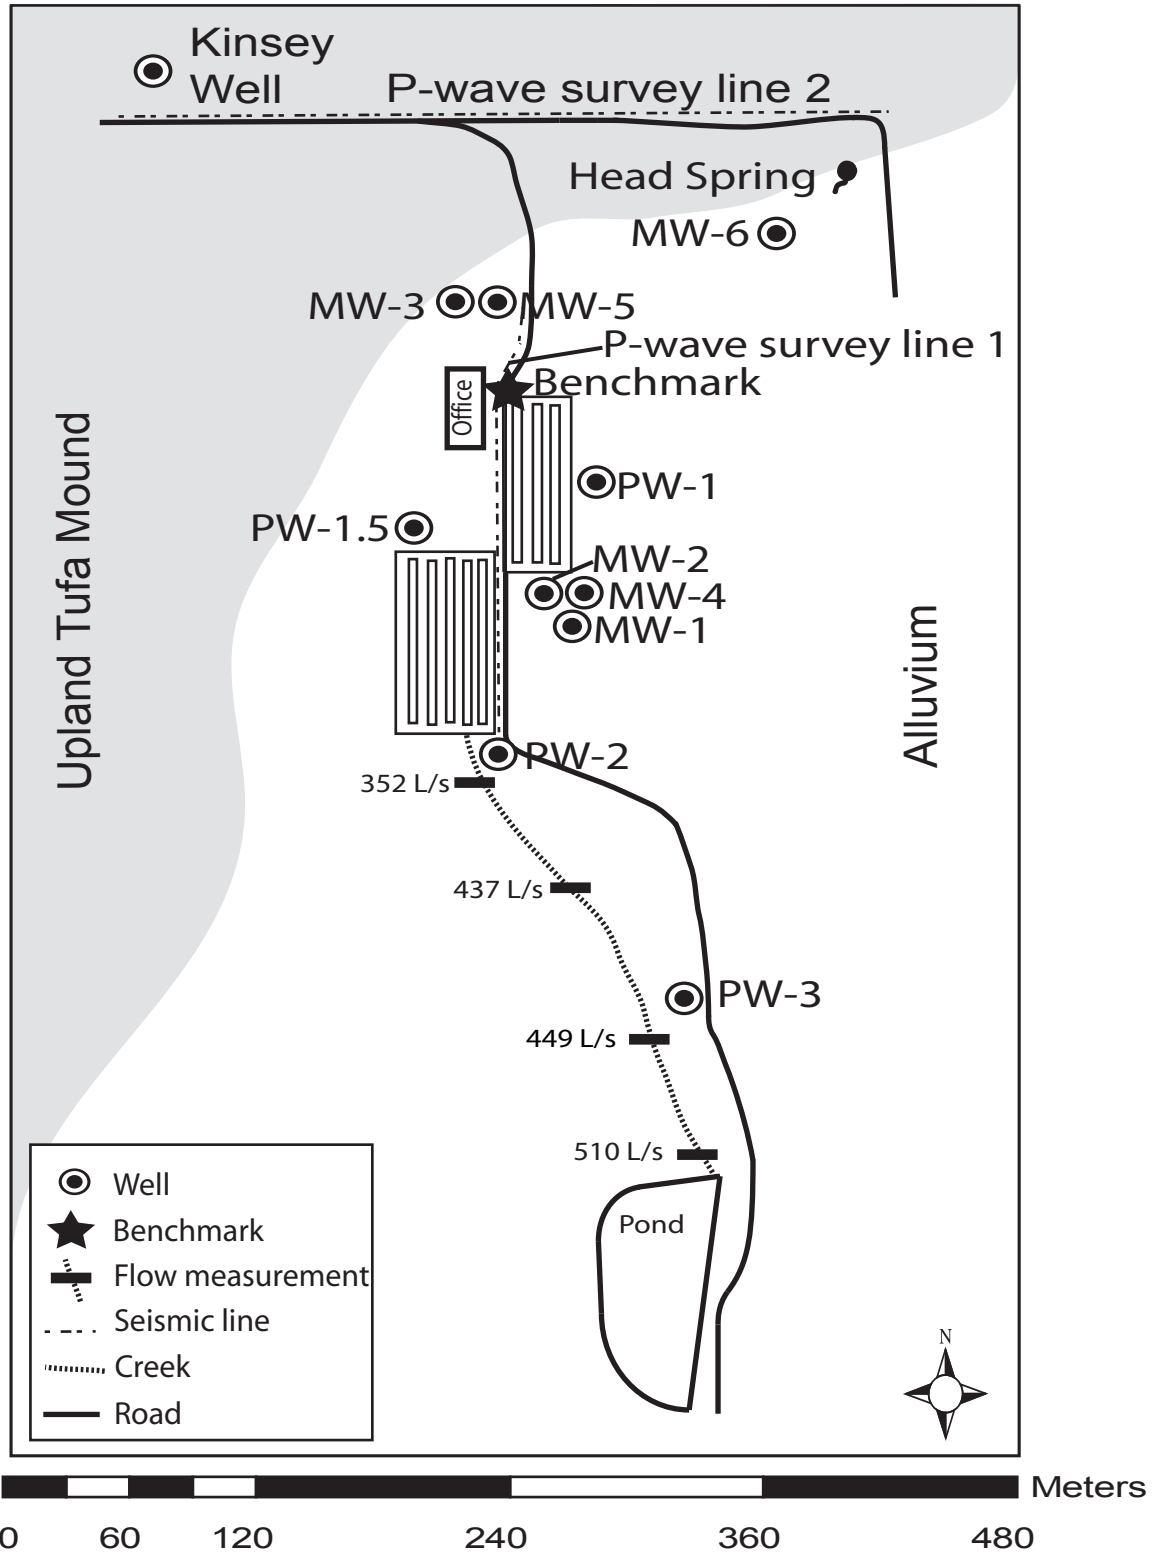 Kinsey
Well
P-wave survey line 2
Head Spring
MW-6
MW-3
MW-5
P-wave survey line 1
Benchmark
Office
PW-1
PW-1.5
MW-2
MW-4
MW-1
Upland Tufa Mound
Alluvium
PW-2
352 L/s
437 L/s
PW-3
449 L/s
510 L/s
Pond
Well
Benchmark
Flow measurement
Seismic line
Creek
Road
N
Meters
0 60 120 240 360 480